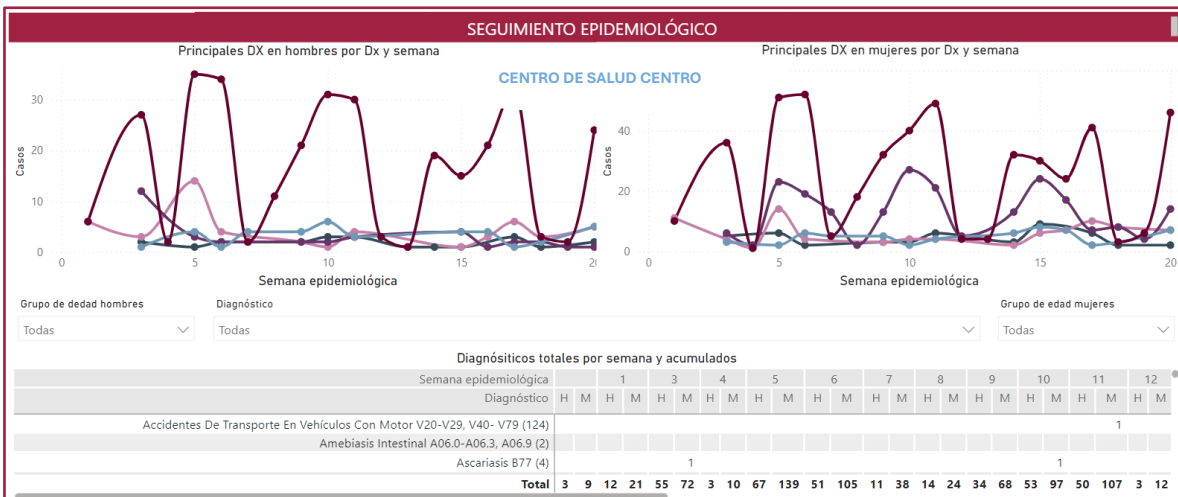 SEGUIMIENTO EPIDEMIOLÓGICO
Principales DX en hombres por Dx y semana
Principales DX en mujeres por Dx y semana
CENTRO DE SALUD CENTRO
Casos
30
20
10
0
0 5 10 15 20
Semana epidemiológica
Casos
40
20
0
0 5 10 15 20
Semana epidemiológica
Grupo de dedad hombres
Diagnóstico
Grupo de edad mujeres
Todas
Todas
Todas
Diagnósiticos totales por semana y acumulados
Semana epidemiológica 1 3 4 5 6 7 8 9 10 11 12
Diagnóstico H M H M H M H M H M H M H M H M H M H M H M H M
Accidentes De Transporte En Vehículos Con Motor V20-V29, V40- V79 (124) 1
Amebiasis Intestinal A06.0-A06.3, A06.9 (2)
Ascariasis B77 (4) 1 1
Total 3 9 12 21 55 72 3 10 67 139 51 105 11 38 14 24 34 68 53 97 50 107 3 12